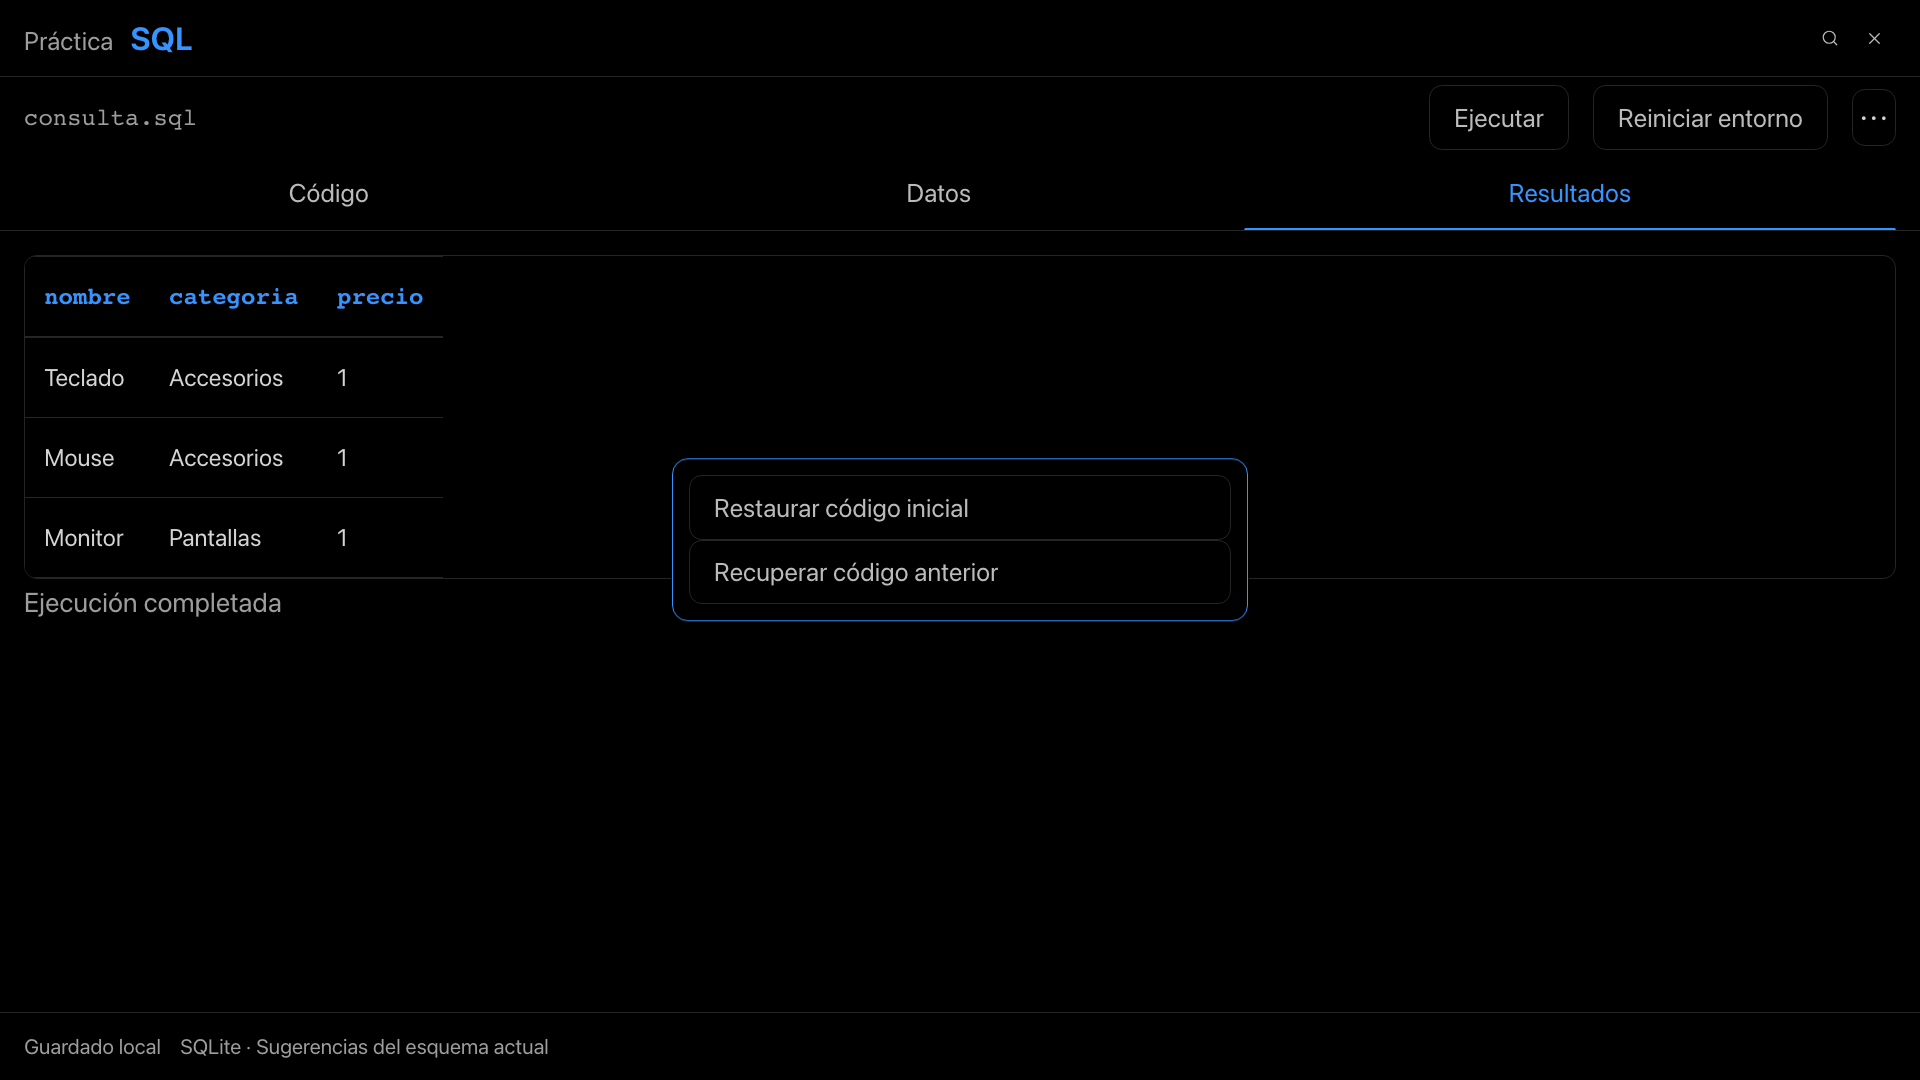 Práctica SQL
consulta.sql
Ejecutar
Reiniciar entorno
...
Código
Datos
Resultados
nombre categoria precio
Teclado Accesorios 1
Mouse Accesorios 1
Monitor Pantallas 1
Restaurar código inicial
Recuperar código anterior
Ejecución completada
Guardado local SQLite · Sugerencias del esquema actual